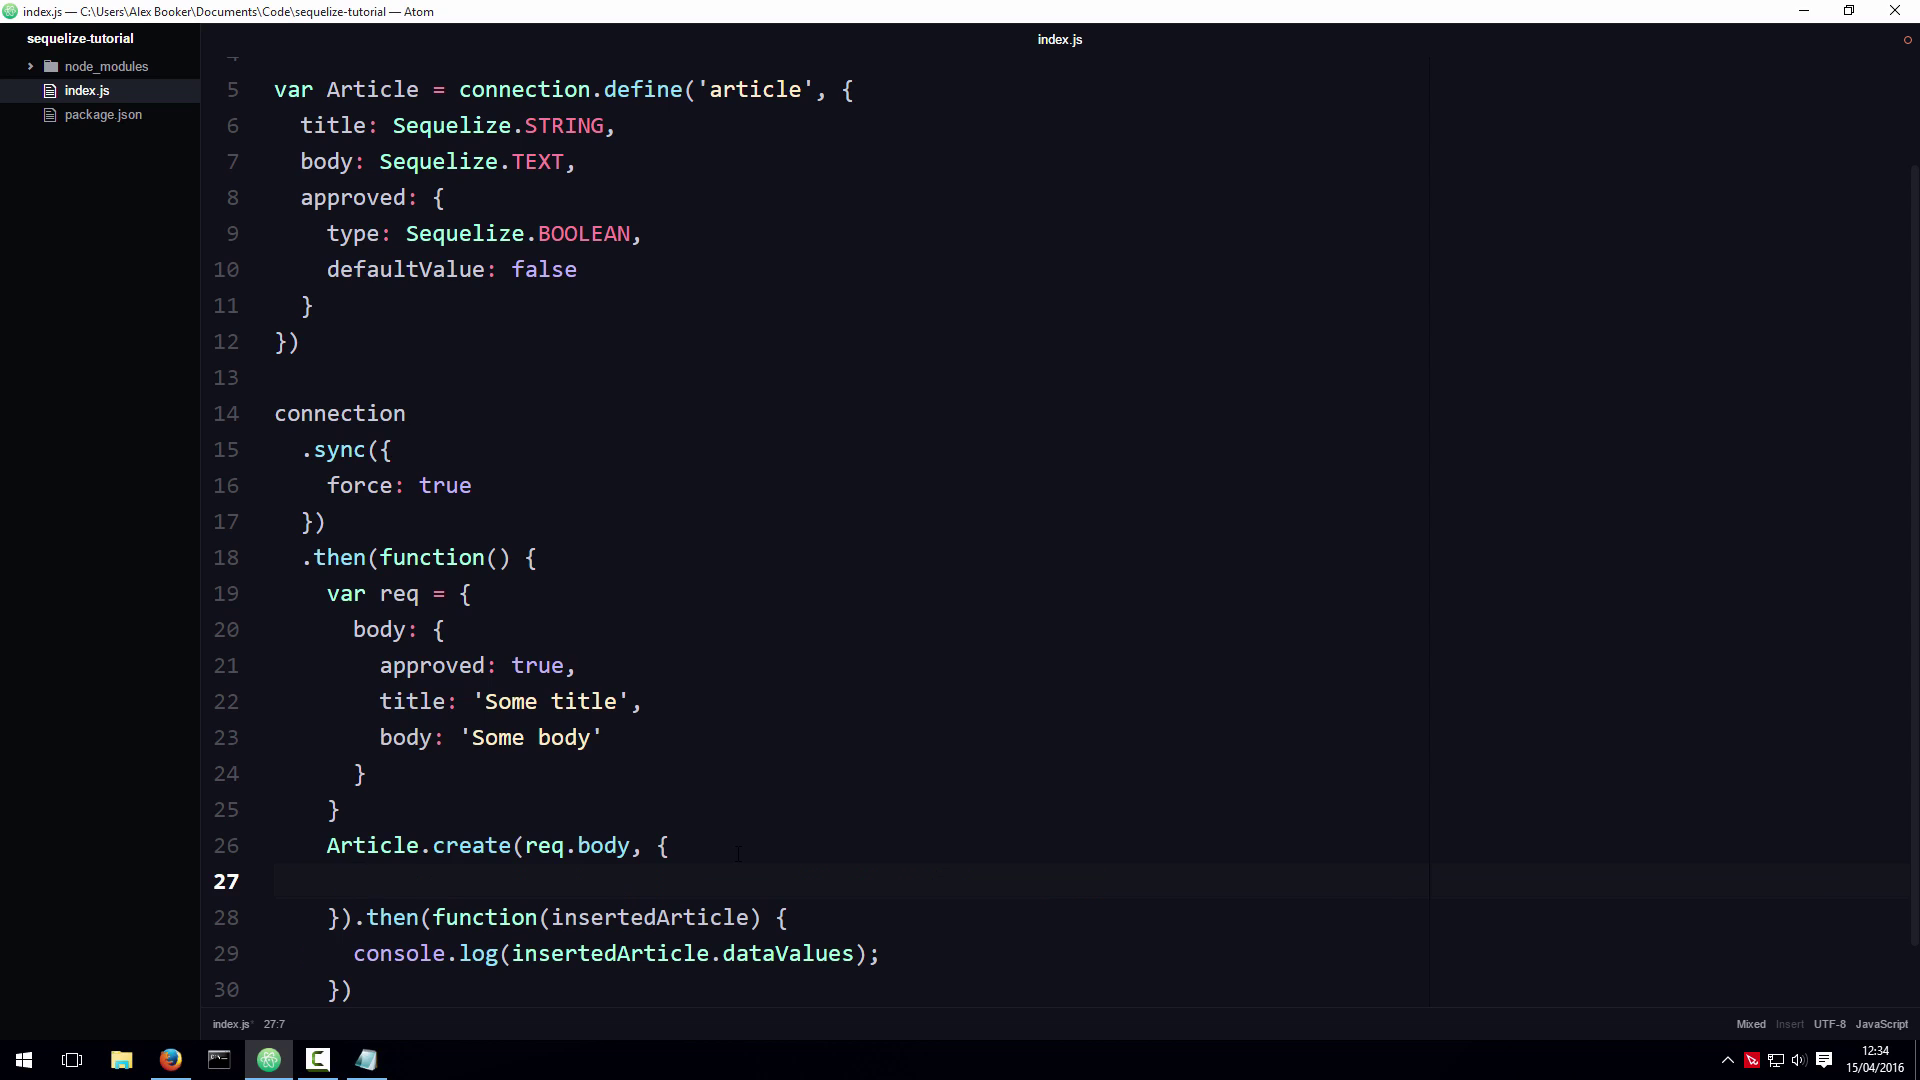 index.js — C:\Users\Alex Booker\Documents\Code\sequelize-tutorial — Atom
sequelize-tutorial
node_modules
index.js
package.json
index.js
4
5 var Article = connection.define('article', {
6 title: Sequelize.STRING,
7 body: Sequelize.TEXT,
8 approved: {
9 type: Sequelize.BOOLEAN,
10 defaultValue: false
11 }
12 })
13
14 connection
15 .sync({
16 force: true
17 })
18 .then(function() {
19 var req = {
20 body: {
21 approved: true,
22 title: 'Some title',
23 body: 'Some body'
24 }
25 }
26 Article.create(req.body, {
27
28 }).then(function(insertedArticle) {
29 console.log(insertedArticle.dataValues);
30 })
index.js* 27:7
Mixed Insert UTF-8 JavaScript
12:34
15/04/2016